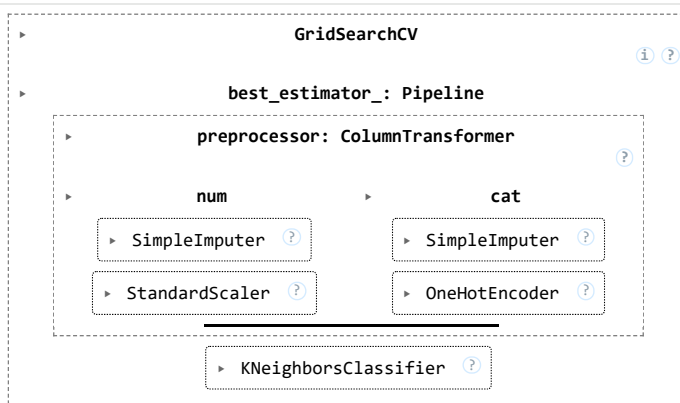 ▸ GridSearchCV
i ?
▸ best_estimator_: Pipeline
▸ preprocessor: ColumnTransformer
?
▸ num ▸ cat
▸ SimpleImputer ? ▸ SimpleImputer ?
▸ StandardScaler ? ▸ OneHotEncoder ?
▸ KNeighborsClassifier ?